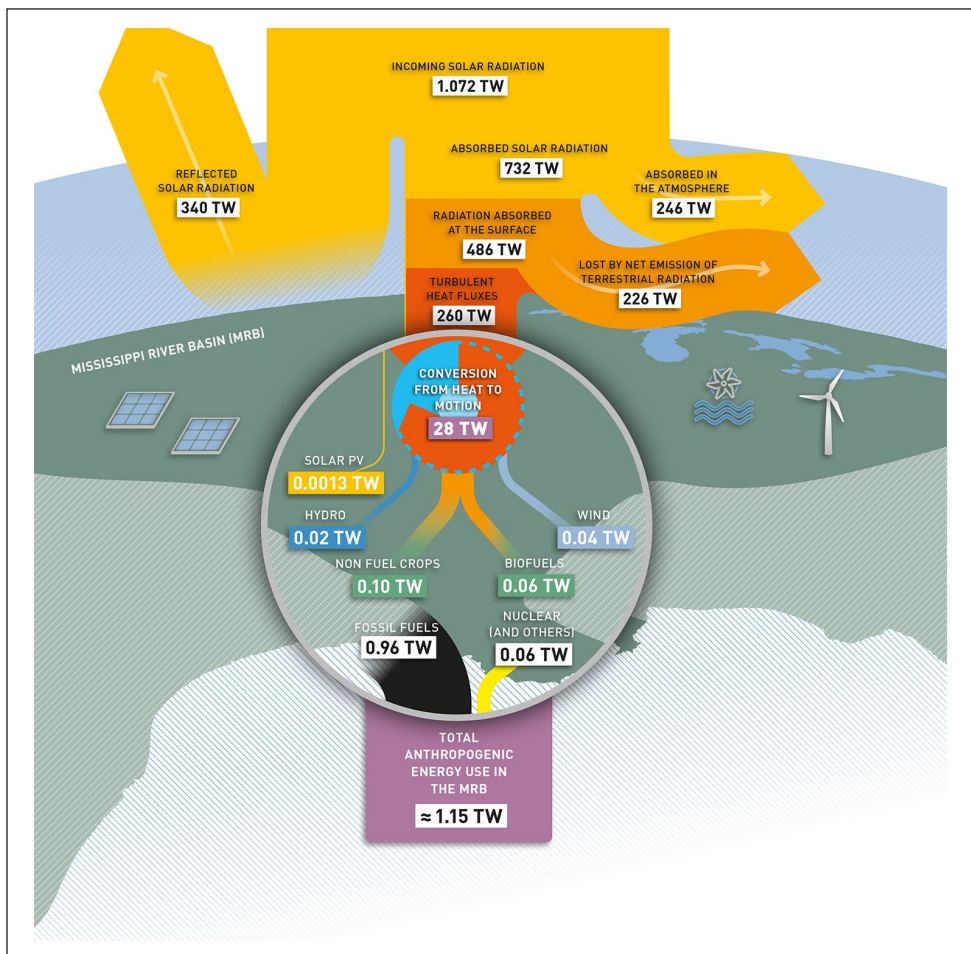 INCOMING SOLAR RADIATION
1.072 TW
ABSORBED SOLAR RADIATION
732 TW
REFLECTED
SOLAR RADIATION
340 TW
ABSORBED IN
THE ATMOSPHERE
246 TW
RADIATION ABSORBED
AT THE SURFACE
486 TW
LOST BY NET EMISSION OF
TERRESTRIAL RADIATION
226 TW
TURBULENT
HEAT FLUXES
260 TW
MISSISSIPPI RIVER BASIN (MRB)
CONVERSION
FROM HEAT TO
MOTION
28 TW
SOLAR PV
0.0013 TW
HYDRO
0.02 TW
WIND
0.04 TW
NON FUEL CROPS
0.10 TW
BIOFUELS
0.06 TW
FOSSIL FUELS
0.96 TW
NUCLEAR
(AND OTHERS)
0.06 TW
TOTAL
ANTHROPOGENIC
ENERGY USE IN
THE MRB
≈ 1.15 TW